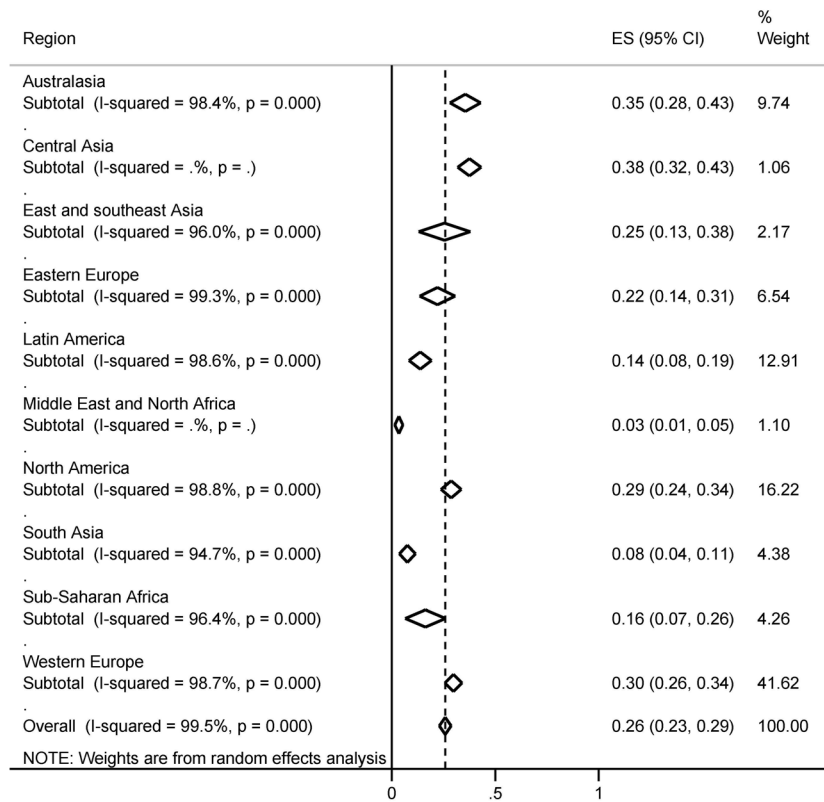 %
Region ES (95% CI) Weight
Australasia
Subtotal (I-squared = 98.4%, p = 0.000) 0.35 (0.28, 0.43) 9.74
.
Central Asia
Subtotal (I-squared = .%, p = .) 0.38 (0.32, 0.43) 1.06
.
East and southeast Asia
Subtotal (I-squared = 96.0%, p = 0.000) 0.25 (0.13, 0.38) 2.17
.
Eastern Europe
Subtotal (I-squared = 99.3%, p = 0.000) 0.22 (0.14, 0.31) 6.54
.
Latin America
Subtotal (I-squared = 98.6%, p = 0.000) 0.14 (0.08, 0.19) 12.91
.
Middle East and North Africa
Subtotal (I-squared = .%, p = .) 0.03 (0.01, 0.05) 1.10
.
North America
Subtotal (I-squared = 98.8%, p = 0.000) 0.29 (0.24, 0.34) 16.22
.
South Asia
Subtotal (I-squared = 94.7%, p = 0.000) 0.08 (0.04, 0.11) 4.38
.
Sub-Saharan Africa
Subtotal (I-squared = 96.4%, p = 0.000) 0.16 (0.07, 0.26) 4.26
.
Western Europe
Subtotal (I-squared = 98.7%, p = 0.000) 0.30 (0.26, 0.34) 41.62
.
Overall (I-squared = 99.5%, p = 0.000) 0.26 (0.23, 0.29) 100.00
NOTE: Weights are from random effects analysis
0 .5 1